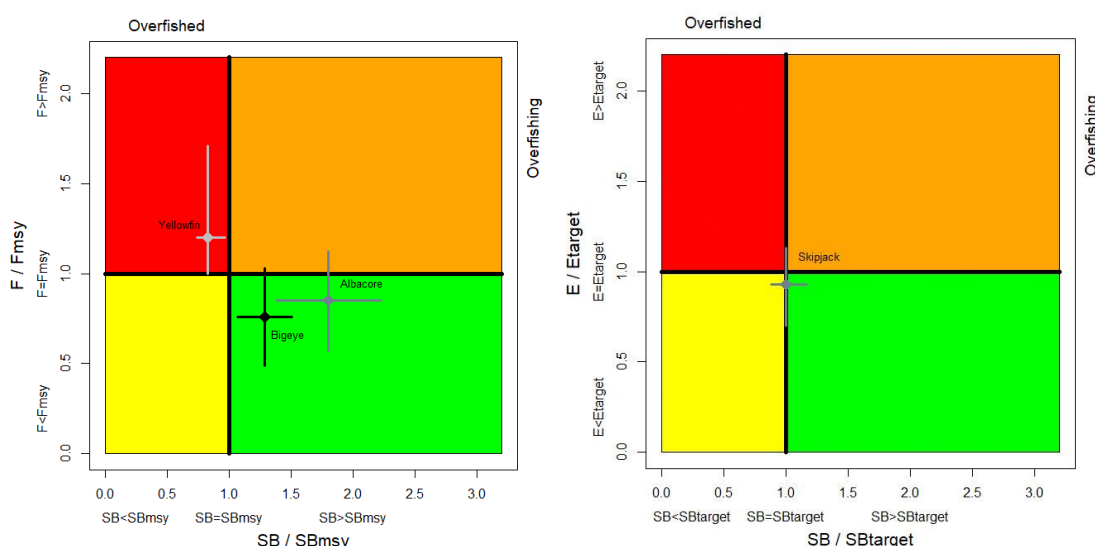 Overfished
F / Fmsy
F<Fmsy
F=Fmsy
F>Fmsy
0.0
0.5
1.0
1.5
2.0
Yellowfin
Albacore
Bigeye
Overfishing
0.0 0.5 1.0 1.5 2.0 2.5 3.0
SB<SBmsy SB=SBmsy SB>SBmsy
SB / SBmsy
Overfished
E / Etarget
E<Etarget
E=Etarget
E>Etarget
0.0
0.5
1.0
1.5
2.0
Skipjack
Overfishing
0.0 0.5 1.0 1.5 2.0 2.5 3.0
SB<SBtarget SB=SBtarget SB>SBtarget
SB / SBtarget